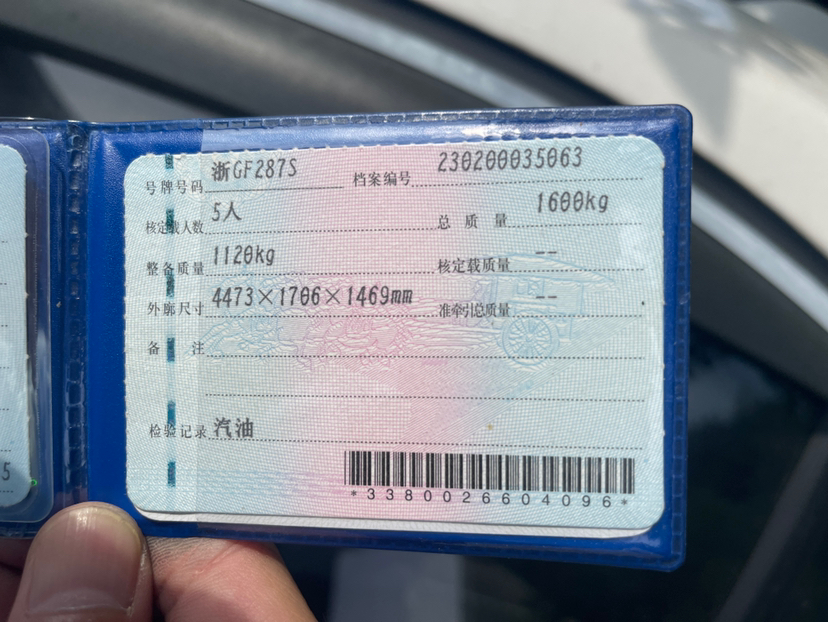 号牌号码 浙GF287S 档案编号 230200035063
核定载人数 5人 总质量 1600kg
整备质量 1120kg 核定载质量 --
外廓尺寸 4473×1706×1469mm 准牵引总质量 --
备注
检验记录 汽油
*3380026604096*
5